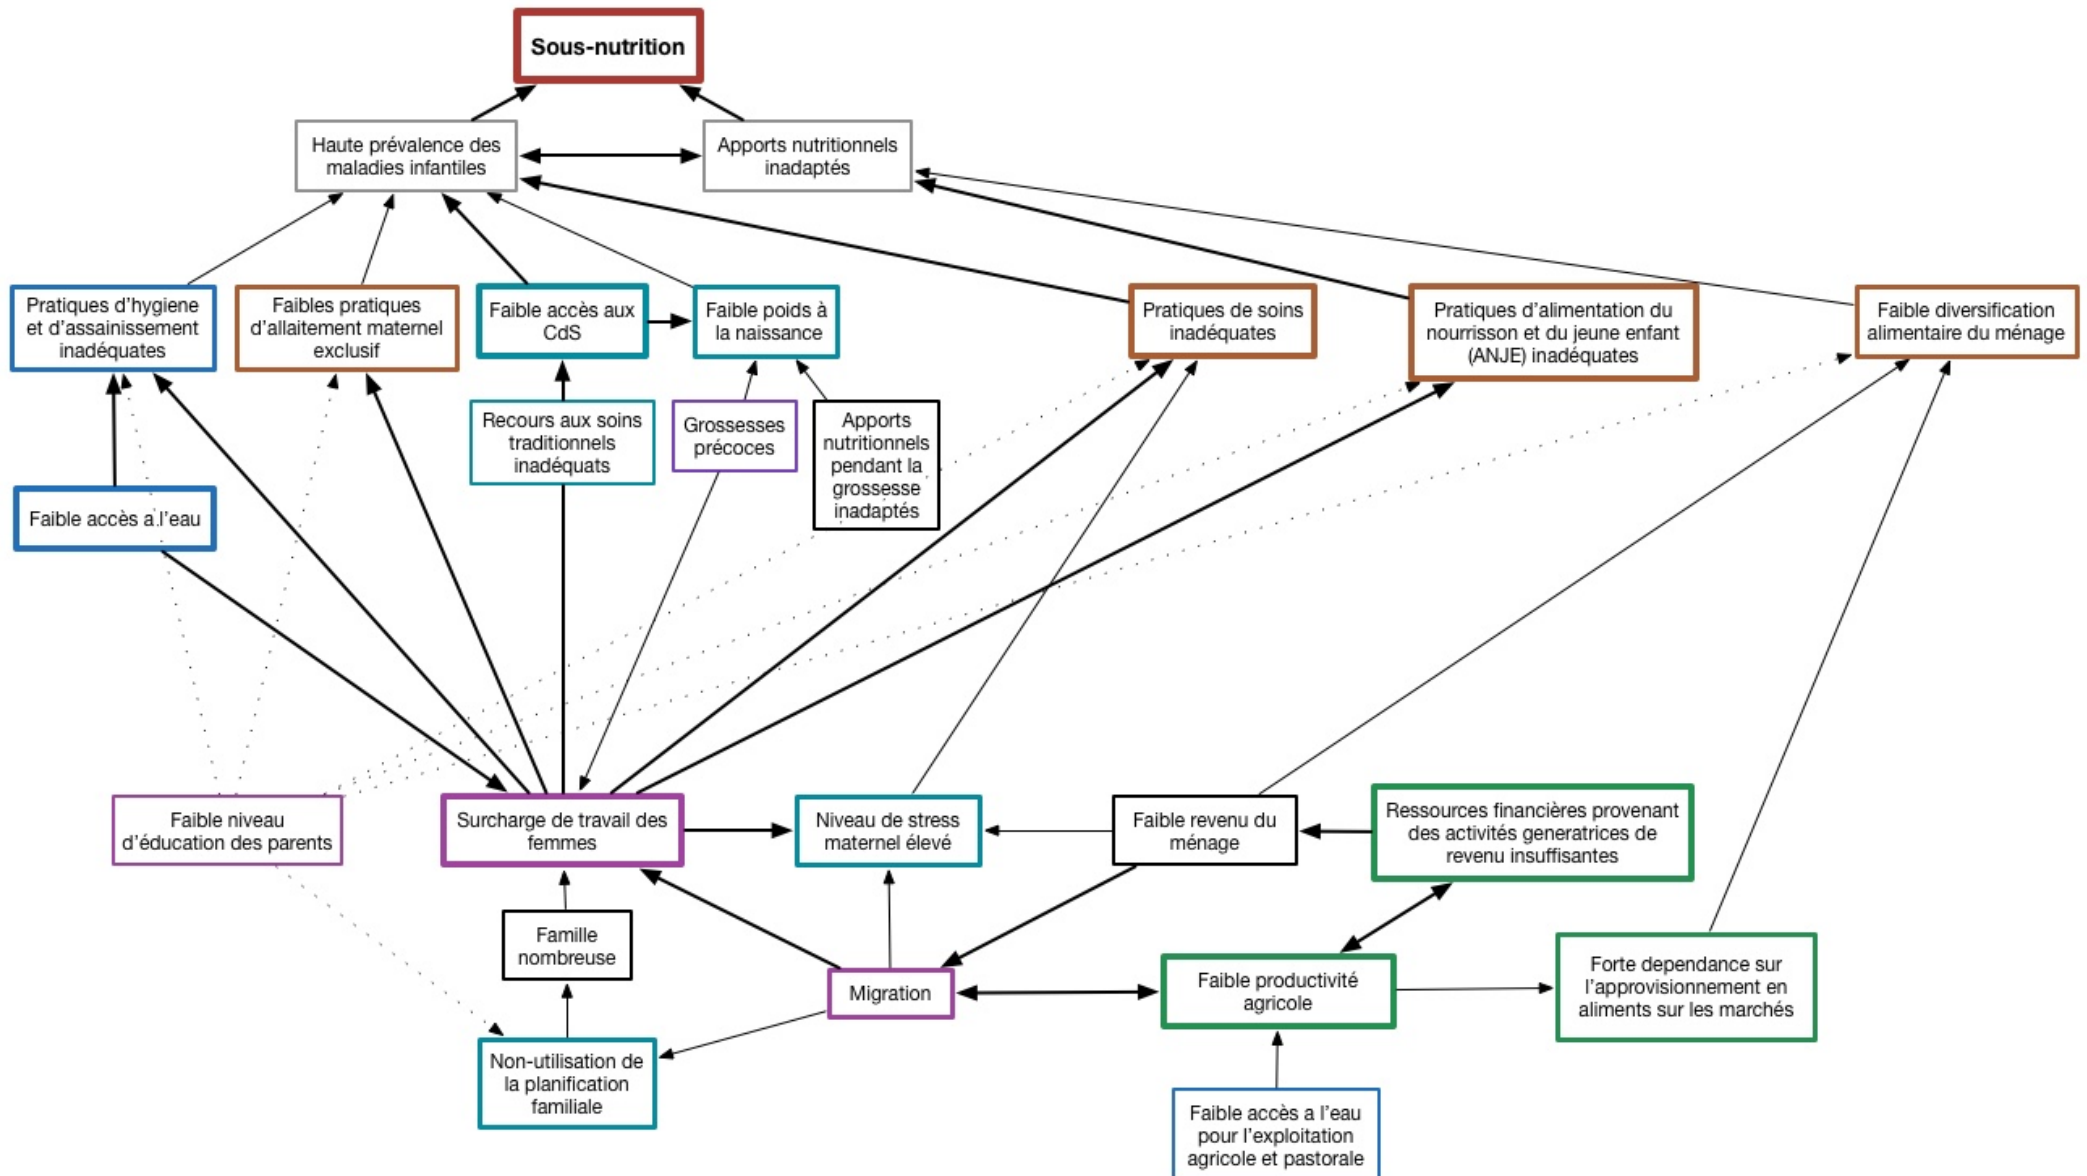 Sous-nutrition
Haute prévalence des
maladies infantiles
Apports nutritionnels
inadaptés
Pratiques d'hygiene
et d'assainissement
inadéquates
Faibles pratiques
d'allaitement maternel
exclusif
Faible accès aux
CdS
Faible poids à
la naissance
Pratiques de soins
inadéquates
Pratiques d'alimentation du
nourrisson et du jeune enfant
(ANJE) inadéquates
Faible diversification
alimentaire du ménage
Recours aux soins
traditionnels
inadéquats
Grossesses
précoces
Apports
nutritionnels
pendant la
grossesse
inadaptés
Faible accès a l'eau
Faible niveau
d'éducation des parents
Surcharge de travail des
femmes
Niveau de stress
maternel élevé
Faible revenu du
ménage
Ressources financières provenant
des activités generatrices de
revenu insuffisantes
Famille
nombreuse
Migration
Faible productivité
agricole
Forte dependance sur
l'approvisionnement en
aliments sur les marchés
Non-utilisation de
la planification
familiale
Faible accès a l'eau
pour l'exploitation
agricole et pastorale